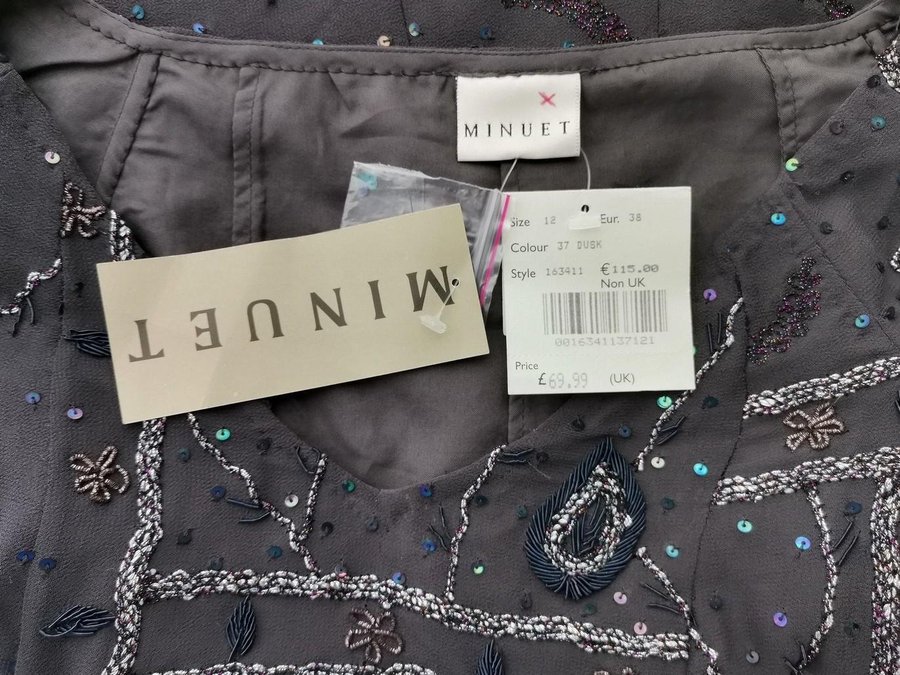 MINUET
MINUET
Size 12 Eur. 38
Colour 37 DUSK
Style 163411 €115.00
Non UK
0016341137121
Price
£69.99 (UK)